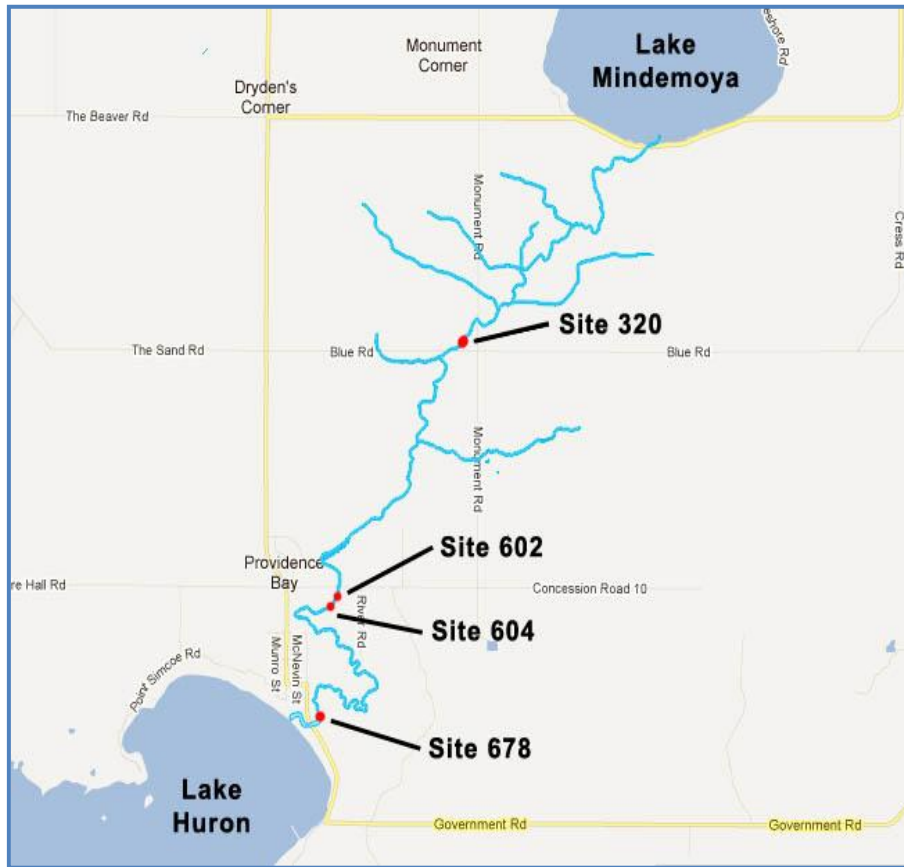 Lake
Mindemoya
eshore Rd
Monument
Corner
Dryden's
Corner
The Beaver Rd
Monument Rd
Cress Rd
Site 320
The Sand Rd
Blue Rd
Blue Rd
Monument Rd
Site 602
Providence
Bay
re Hall Rd
Concession Road 10
River Rd
Site 604
McNevin St
Munro St
Point Simcoe Rd
Site 678
Lake
Huron
Government Rd
Government Rd